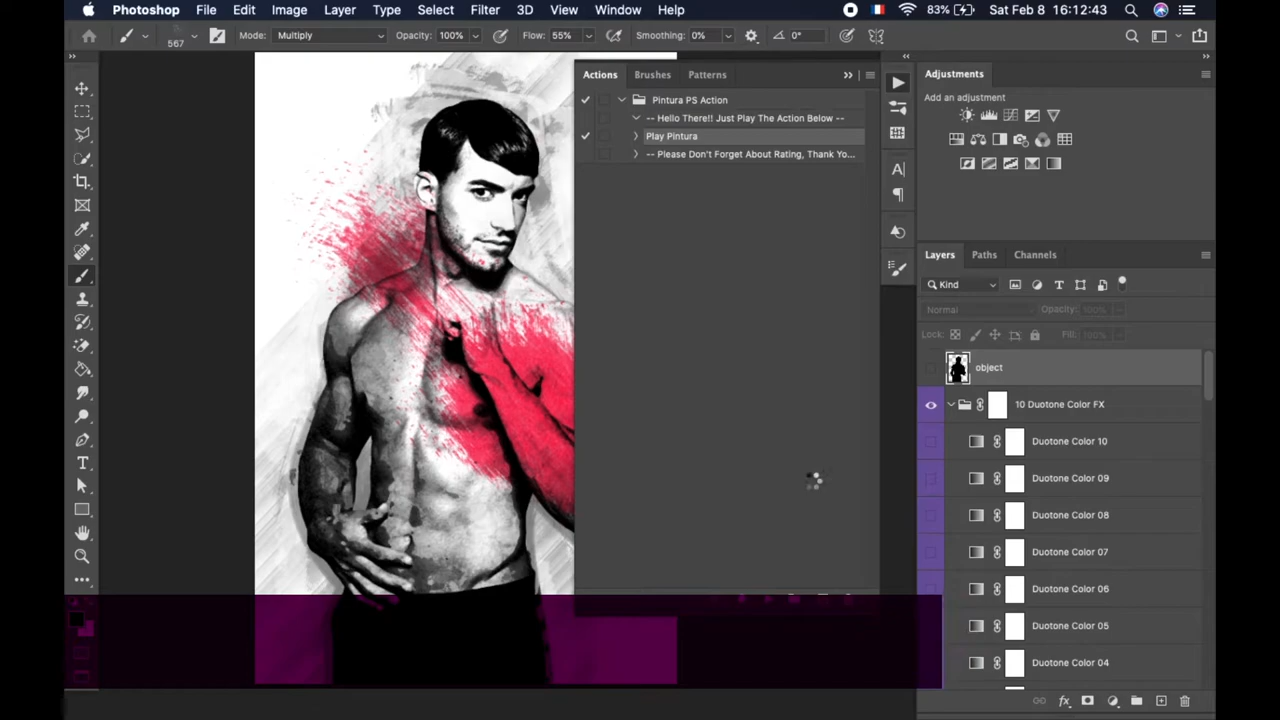 Photoshop File Edit Image Layer Type Select Filter 3D View Window Help 83% Sat Feb 8 16:12:43
567 Mode: Multiply Opacity: 100% Flow: 55% Smoothing: 0% 0°
Actions Brushes Patterns
Pintura PS Action
-- Hello There!! Just Play The Action Below --
Play Pintura
-- Please Don't Forget About Rating, Thank Yo...
Adjustments
Add an adjustment
Layers Paths Channels
Kind
Normal Opacity: 100%
Lock: Fill: 100%
object
10 Duotone Color FX
Duotone Color 10
Duotone Color 09
Duotone Color 08
Duotone Color 07
Duotone Color 06
Duotone Color 05
Duotone Color 04